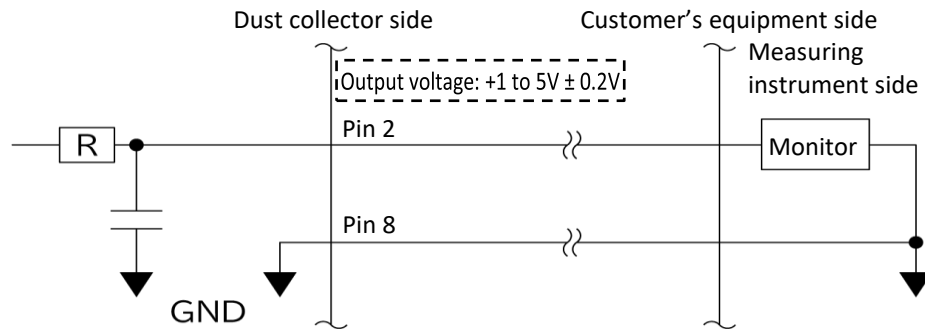 Dust collector side
Customer’s equipment side
Measuring
instrument side
Output voltage: +1 to 5V ± 0.2V
Pin 2
R
Monitor
Pin 8
GND